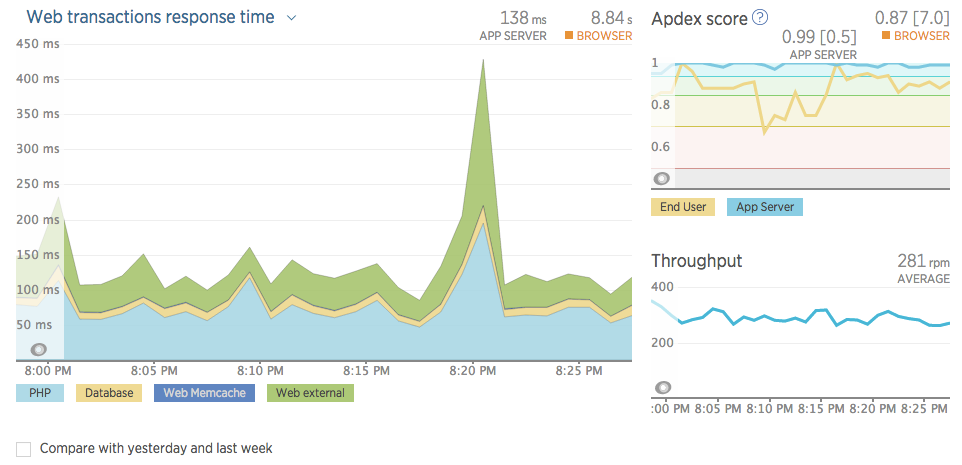 Web transactions response time
138 ms
APP SERVER
8.84 s
BROWSER
450 ms
400 ms
350 ms
300 ms
250 ms
200 ms
150 ms
100 ms
50 ms
8:00 PM 8:05 PM 8:10 PM 8:15 PM 8:20 PM 8:25 PM
PHP Database Web Memcache Web external
Compare with yesterday and last week
Apdex score ?
0.99 [0.5]
APP SERVER
0.87 [7.0]
BROWSER
1
0.8
0.6
End User App Server
Throughput
281 rpm
AVERAGE
400
200
:00 PM 8:05 PM 8:10 PM 8:15 PM 8:20 PM 8:25 PM